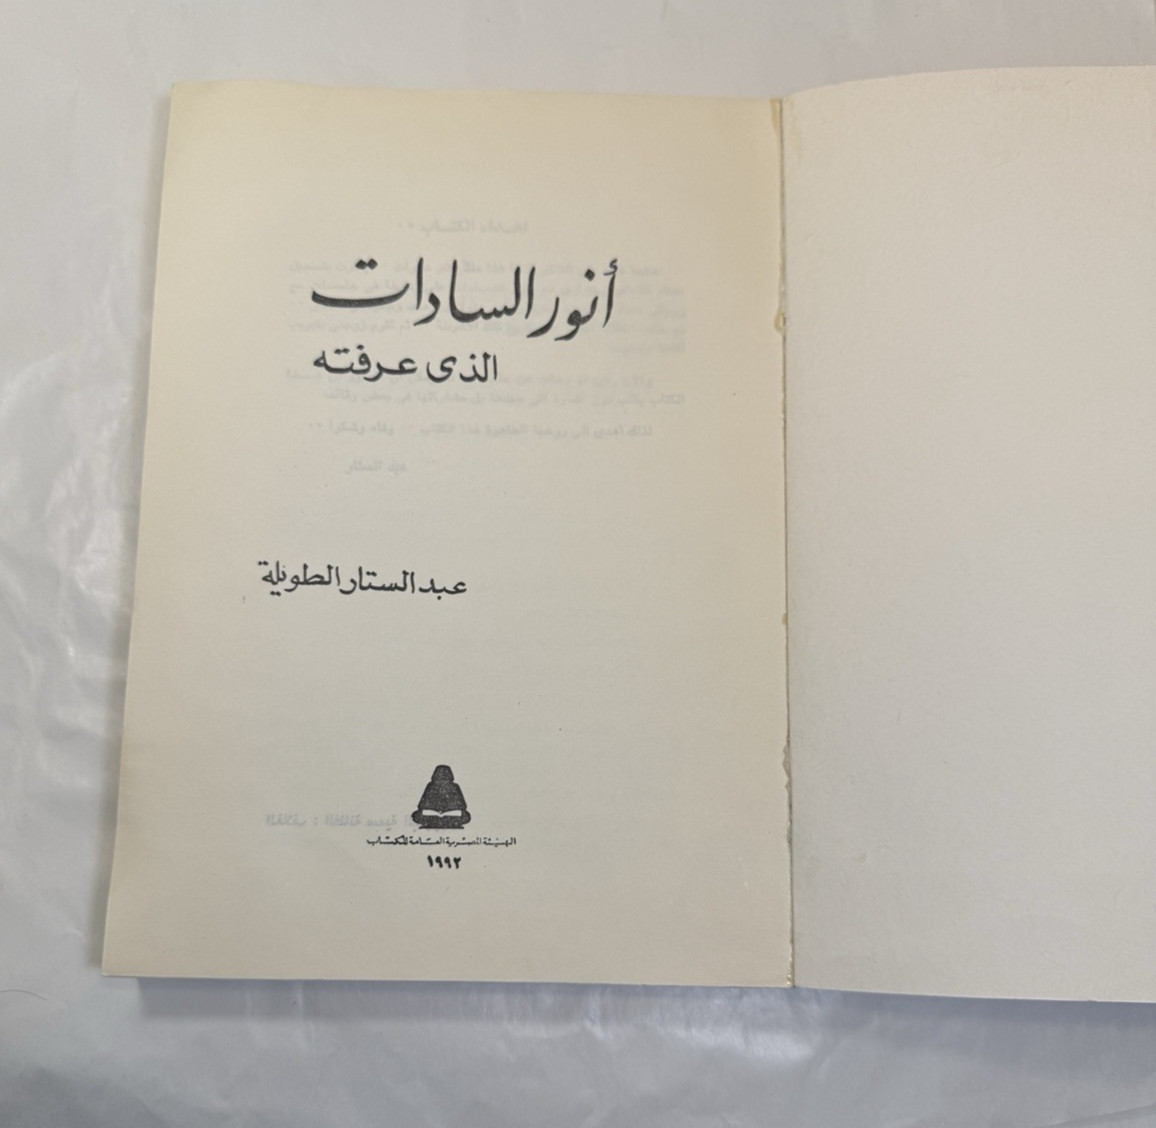 أنور السادات
الذى عرفته
عبد الستار الطويلة
الهيئة المصرية العامة للكتاب
١٩٩٢